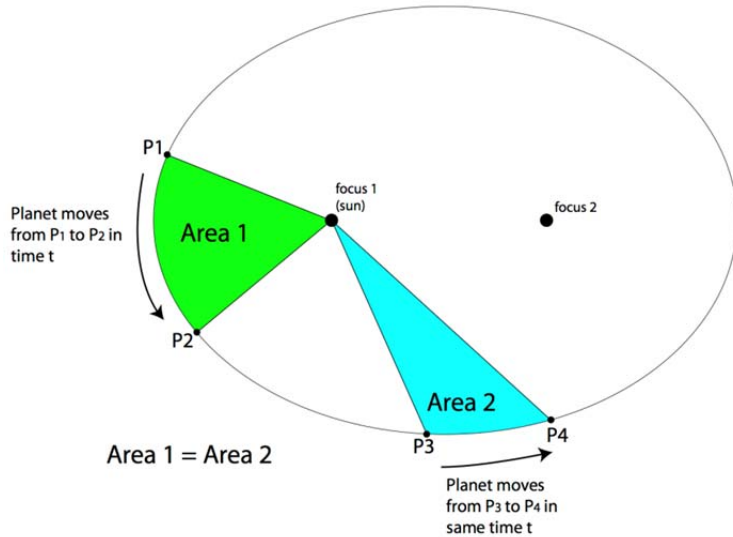 P1
focus 1
(sun)
focus 2
Planet moves
from P1 to P2 in
time t
Area 1
P2
Area 2
P3
P4
Area 1 = Area 2
Planet moves
from P3 to P4 in
same time t